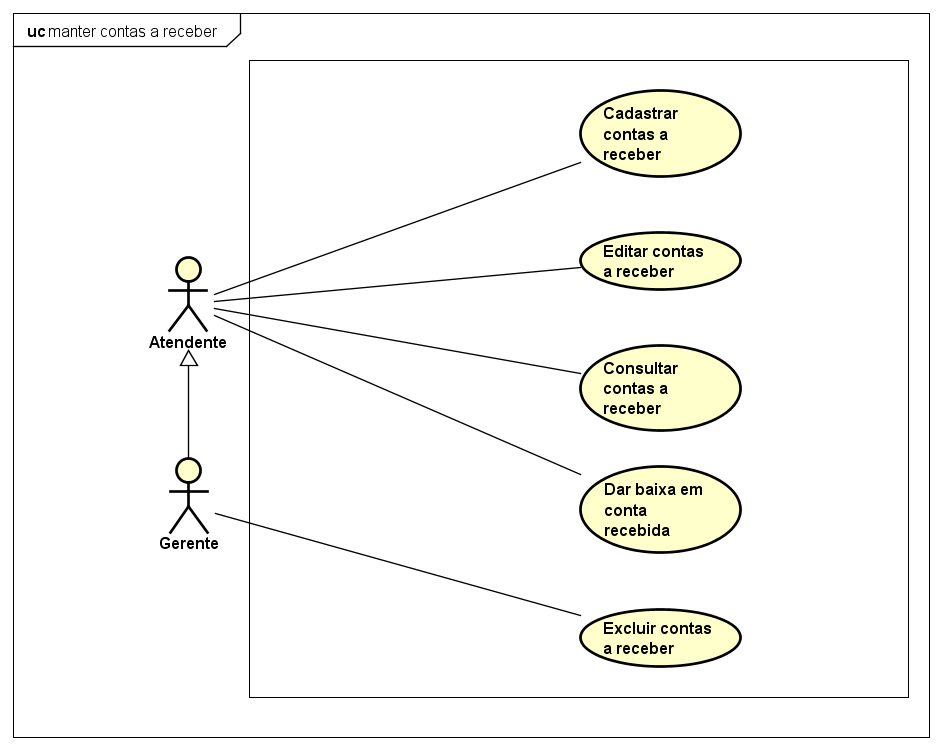 uc manter contas a receber
Cadastrar
contas a
receber
Editar contas
a receber
Atendente
Consultar
contas a
receber
Dar baixa em
conta
recebida
Gerente
Excluir contas
a receber